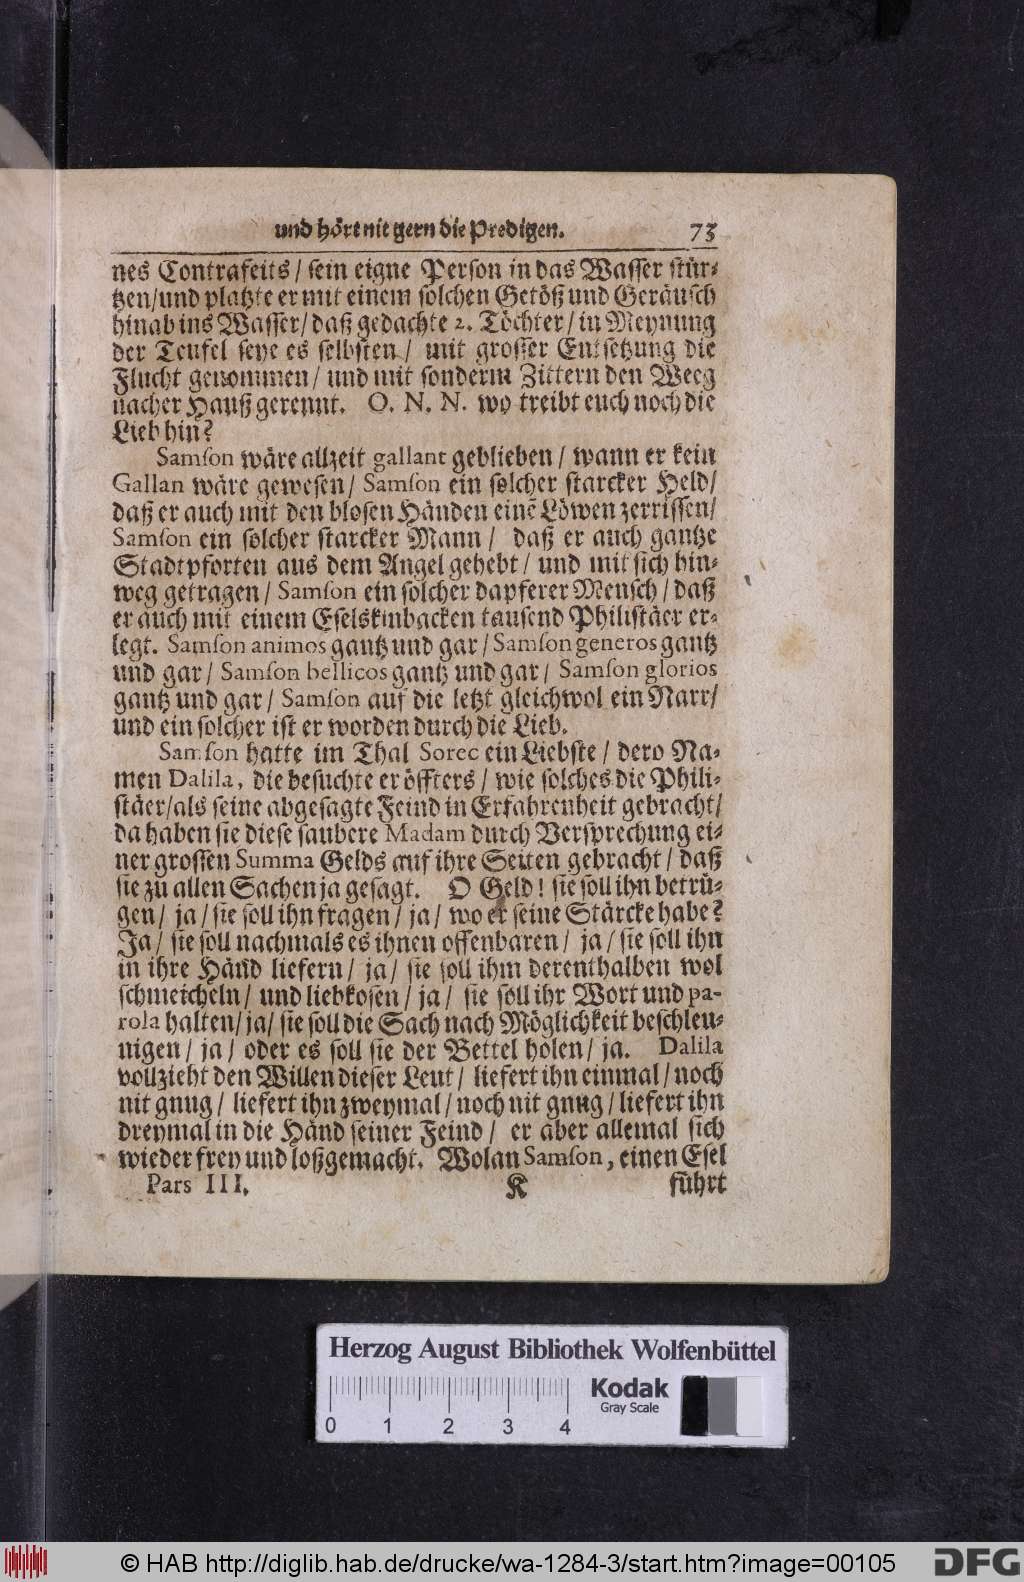 und hört nit gern die Predigen. 73
nes Contrafeits / sein eigne Person in das Wasser stür-
tzen/und platzte er mit einem solchen Getöß und Geräusch
hinab ins Wasser/ daß gedachte 2. Töchter/ in Meynung
der Teufel seye es selbsten/ mit grosser Entsetzung die
Flucht genommen/ und mit sonderm Zittern den Weeg
nacher Hauß gerennt. O. N. N. wo treibt euch noch die
Lieb hin?
Samson wäre allzeit gallant geblieben / wann er kein
Gallan wäre gewesen/ Samson ein solcher starcker Held/
daß er auch mit den blosen Händen einē Löwen zerrissen/
Samson ein solcher starcker Mann / daß er auch gantze
Stadtpforten aus dem Angel gehebt / und mit sich hin-
weg getragen / Samson ein solcher dapferer Mensch / daß
er auch mit einem Eselskinbacken tausend Philistäer er-
legt. Samson animos gantz und gar / Samson generos gantz
und gar / Samson bellicos gantz und gar / Samson glorios
gantz und gar / Samson auf die letzt gleichwol ein Narr/
und ein solcher ist er worden durch die Lieb.
Samson hatte im Thal Sorec ein Liebste / dero Na-
men Dalila, die besuchte er öffters / wie solches die Phili-
stäer/als seine abgesagte Feind in Erfahrenheit gebracht/
da haben sie diese saubere Madam durch Versprechung ei-
ner grossen Summa Gelds auf ihre Seiten gebracht / daß
sie zu allen Sachen ja gesagt. O Geld! sie soll ihn betrü-
gen/ ja / sie soll ihn fragen / ja / wo er seine Stärcke habe?
Ja/ sie soll nachmals es ihnen offenbaren/ ja/ sie soll ihn
in ihre Händ liefern/ ja/ sie soll ihm derenthalben wol
schmeicheln/ und liebkosen/ ja/ sie soll ihr Wort und pa-
rola halten/ ja/ sie soll die Sach nach Möglichkeit beschleu-
nigen/ ja/ oder es soll sie der Bettel holen/ ja. Dalila
vollzieht den Willen dieser Leut / liefert ihn einmal / noch
nit gnug / liefert ihn zweymal / noch nit gnug / liefert ihn
dreymal in die Händ seiner Feind / er aber allemal sich
wieder frey und loßgemacht. Wolan Samson, einen Esel
Pars III. K führt
Herzog August Bibliothek Wolfenbüttel
Kodak
Gray Scale
0 1 2 3 4
© HAB http://diglib.hab.de/drucke/wa-1284-3/start.htm?image=00105
DFG